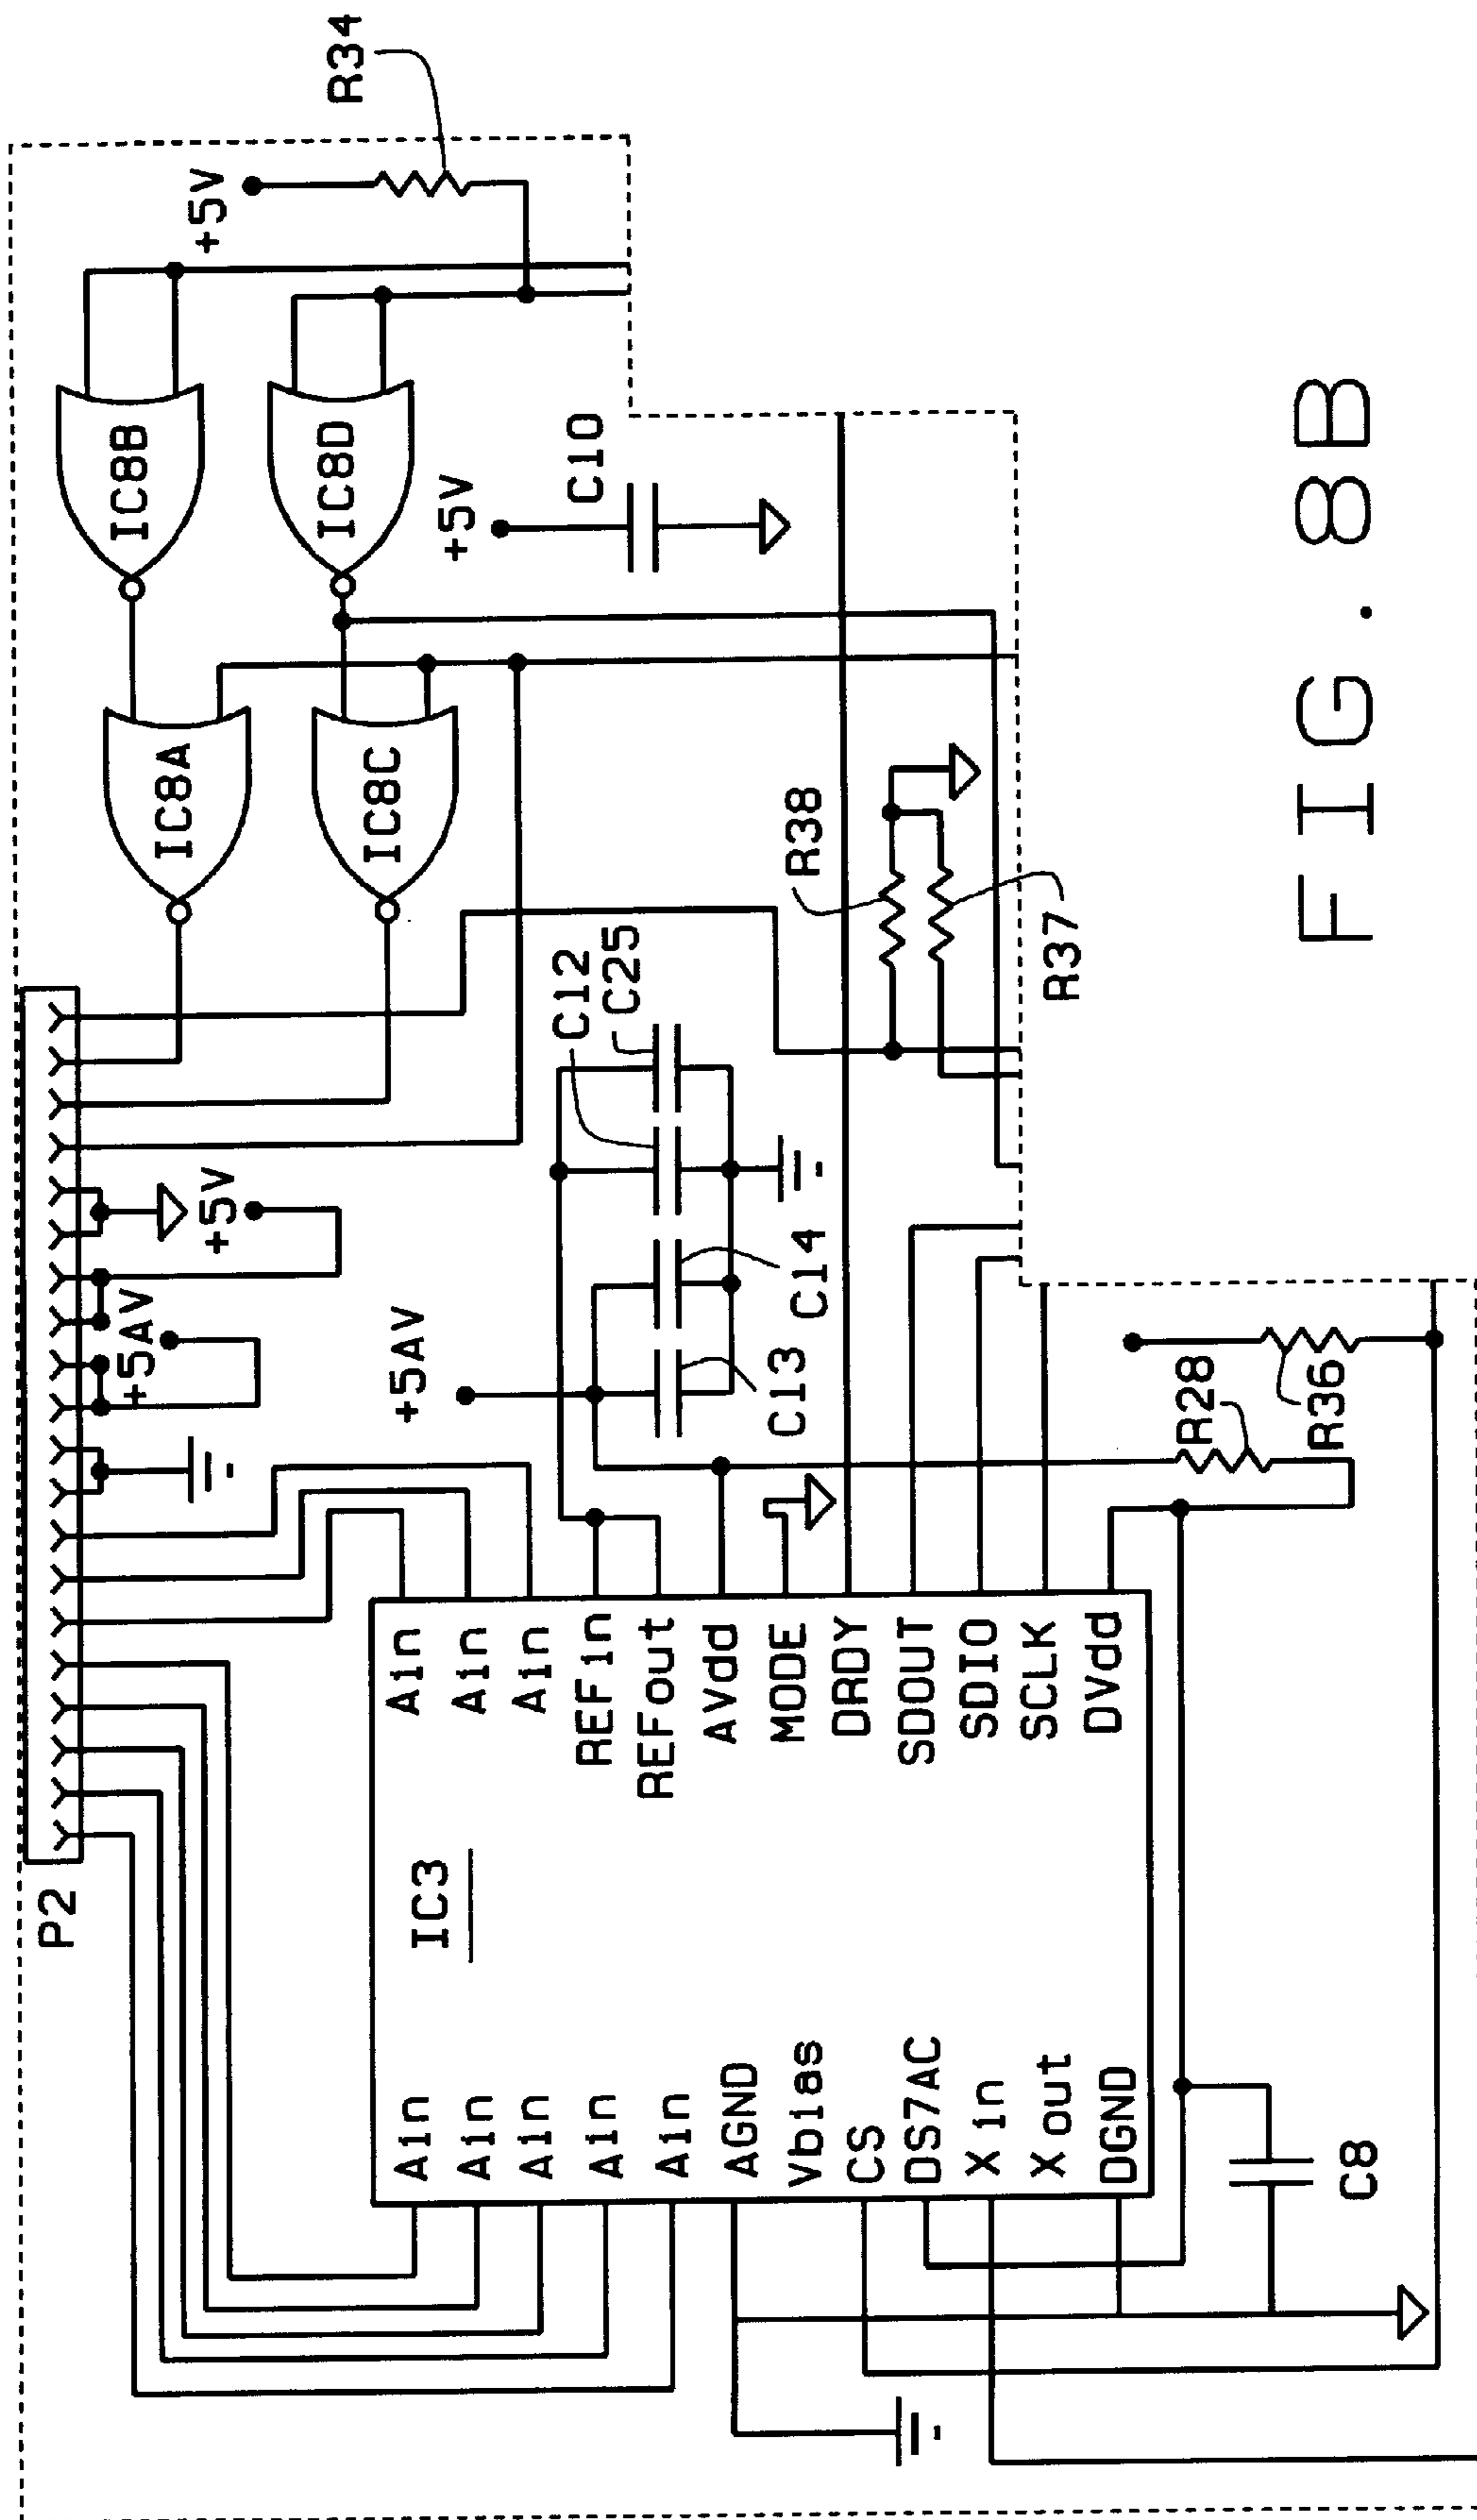 R34
+5V
IC8B
IC8D
+5V
C10
IC8A
IC8C
R38
R37
C12
C25
+5V
+5AV
+5AV
C14
C13
R28
R36
P2
IC3
Ain
Ain
Ain
REFin
REFout
AVdd
MODE
DRDY
SDOUT
SDIO
SCLK
DVdd
Ain
Ain
Ain
Ain
Ain
AGND
Vbias
CS
DS7AC
Xin
Xout
DGND
C8
FIG. 8B